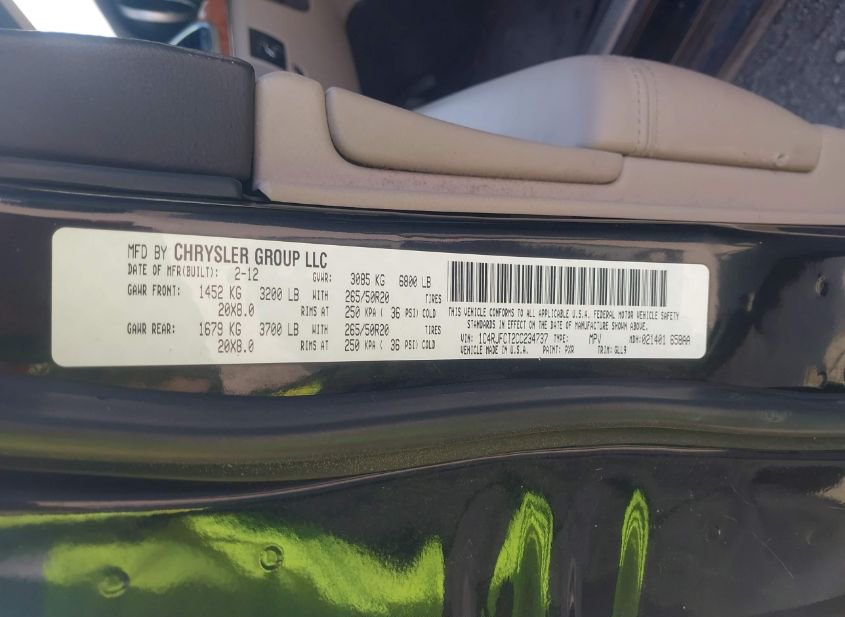 MFD BY CHRYSLER GROUP LLC
DATE OF MFR(BUILT): 2-12 GVWR: 3085 KG 6800 LB
GAWR FRONT: 1452 KG 3200 LB WITH 265/50R20 TIRES
20X8.0 RIMS AT 250 KPA ( 36 PSI) COLD
GAWR REAR: 1679 KG 3700 LB WITH 265/50R20 TIRES
20X8.0 RIMS AT 250 KPA ( 36 PSI) COLD
THIS VEHICLE CONFORMS TO ALL APPLICABLE U.S.A. FEDERAL MOTOR VEHICLE SAFETY
STANDARDS IN EFFECT ON THE DATE OF MANUFACTURE SHOWN ABOVE.
VIN: 1C4RJFCT2CC234737 TYPE: MPV MDH: 021401 858AA
VEHICLE MADE IN U.S.A. PAINT: PXR TRIM: GLL9